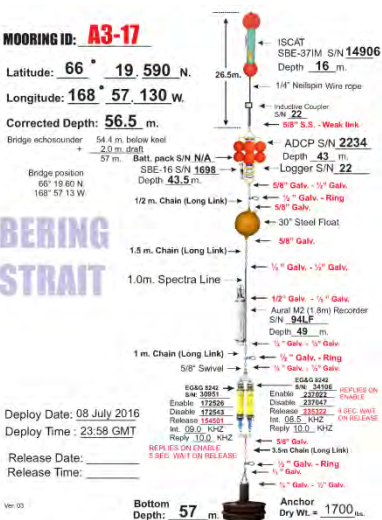 MOORING ID: A3-17
Latitude: 66° 19.590 N.
Longitude: 168° 57.130 W.
Corrected Depth: 56.5 m.
Bridge echosounder 54.4 m. below keel
+ 2.0 m. draft
57 m.
Bridge position
66° 19.60 N
168° 57.13 W
BERING
STRAIT
Deploy Date: 08 July 2016
Deploy Time: 23:58 GMT
Release Date:
Release Time:
Ver. 03
26.5m.
ISCAT
SBE-37IM S/N 14906
Depth 16 m.
1/4" Neilspin Wire rope
Inductive Coupler
S/N 22
5/8" S.S. - Weak link
ADCP S/N 2234
Depth 43 m.
Logger S/N 22
Batt. pack S/N N/A
SBE-16 S/N 1698
Depth 43.5 m.
5/8" Galv. - ½" Galv.
½ " Galv. - Ring
5/8" Galv.
1/2 m. Chain (Long Link)
30" Steel Float
5/8" Galv.
1.5 m. Chain (Long Link)
½ " Galv. - ½" Galv.
1.0m. Spectra Line
1/2" Galv. - ½ " Galv.
Aural M2 (1.8m) Recorder
S/N 94LF
Depth 49 m.
½ " Galv. - ½" Galv.
1 m. Chain (Long Link)
½ " Galv. - Ring
5/8" Swivel
½ " Galv. - ½" Galv.
EG&G 8242
S/N: 30951
Enable 172526
Disable 172543
Release 154501
Int. 09.0 KHZ
Reply 10.0 KHZ
REPLIES ON ENABLE
5 SEC. WAIT ON RELEASE
EG&G 8242
S/N: 34106
Enable 237022
Disable 237047
Release 235322
Int. 08.5 KHZ
Reply 10.0 KHZ
REPLIES ON
ENABLE
4 SEC. WAIT
ON RELEASE
5/8" Galv.
3.5m Chain (Long Link)
½ " Galv. - Ring
½ " Galv.
½ " Galv. - ½" Galv.
Bottom
Depth: 57 m.
Anchor
Dry Wt. = 1700 lbs.